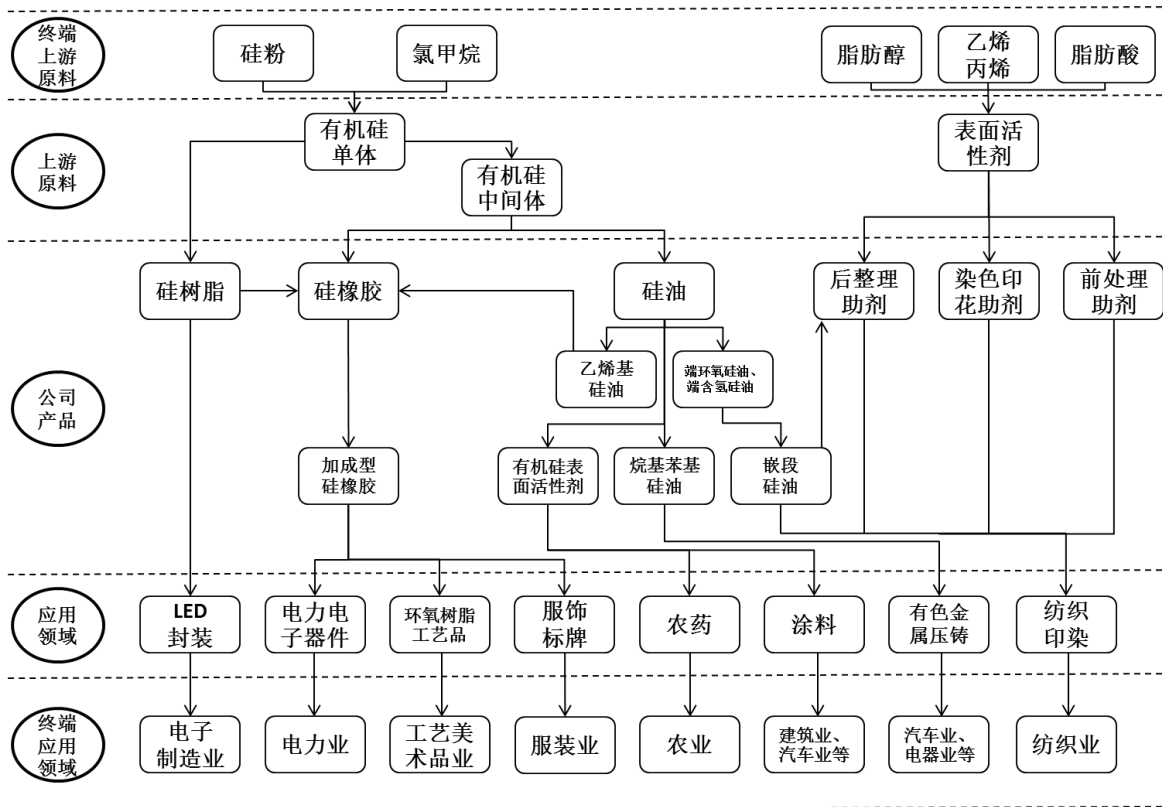 终端
上游
原料
硅粉
氯甲烷
脂肪醇
乙烯
丙烯
脂肪酸
上游
原料
有机硅
单体
有机硅
中间体
表面活
性剂
公司
产品
硅树脂
硅橡胶
硅油
后整理
助剂
染色印
花助剂
前处理
助剂
乙烯基
硅油
端环氧硅油、
端含氢硅油
加成型
硅橡胶
有机硅表
面活性剂
烷基苯基
硅油
嵌段
硅油
应用
领域
LED
封装
电力电
子器件
环氧树脂
工艺品
服饰
标牌
农药
涂料
有色金
属压铸
纺织
印染
终端
应用
领域
电子
制造业
电力业
工艺美
术品业
服装业
农业
建筑业、
汽车业等
汽车业、
电器业等
纺织业